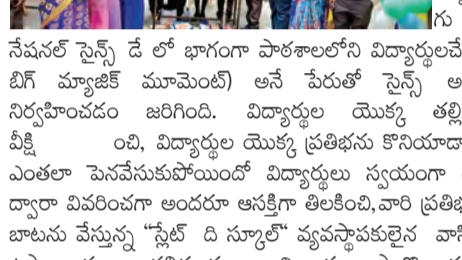 గు
నేషనల్ సైన్స్ డే లో భాగంగా పాఠశాలలోని విద్యార్థులచే
బిగ్ మ్యాజిక్ మూమెంట్) అనే పేరుతో సైన్స్ అ
నిర్వహించడం జరిగింది. విద్యార్థుల యొక్క తల్లి
వీక్షి ంచి, విద్యార్థుల యొక్క ప్రతిభను కొనియాడా
ఎంతలా పెనవేసుకుపోయిందో విద్యార్థులు స్వయంగా
ద్వారా వివరించగా అందరూ ఆసక్తిగా తిలకించి,వారి ప్రతిభ
బాటను వేస్తున్న “స్లేట్ ది స్కూల్“ వ్యవస్థాపకులైన వాసి